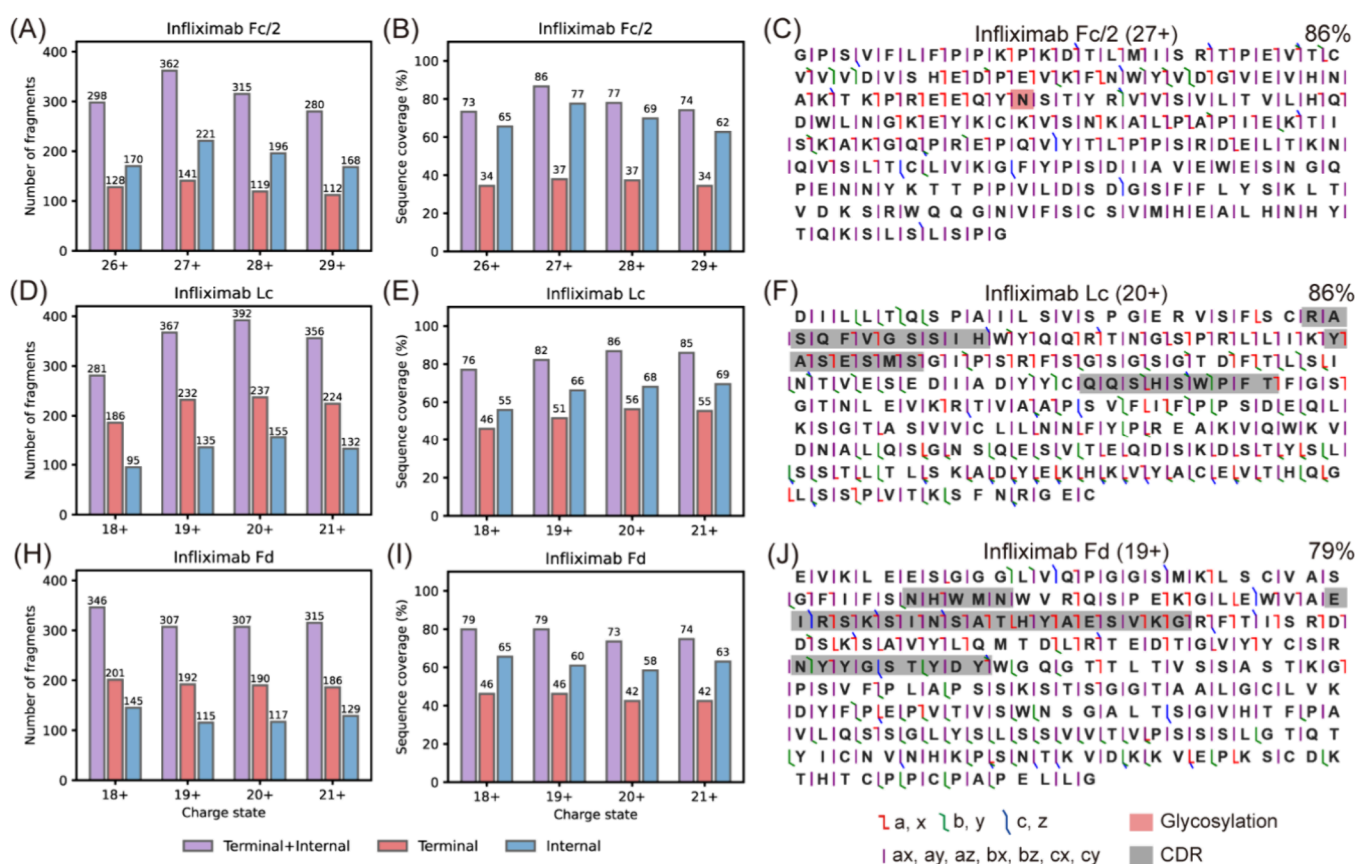 (A)
Infliximab Fc/2
Number of fragments
400
300
200
100
0
298 128 170
362 141 221
315 119 196
280 112 168
26+ 27+ 28+ 29+
(B)
Infliximab Fc/2
Sequence coverage (%)
100
80
60
40
20
0
73 34 65
86 37 77
77 37 69
74 34 62
26+ 27+ 28+ 29+
(C) Infliximab Fc/2 (27+) 86%
G P S V F L F P P K P K D T L M I S R T P E V T C
V V V D V S H E D P E V K F N W Y V D G V E V H N
A K T K P R E E Q Y N S T Y R V V S V L T V L H Q
D W L N G K E Y K C K V S N K A L P A P I E K T I
S K A K G Q P R E P Q V Y T L P P S R D E L T K N
Q V S L T C L V K G F Y P S D I A V E W E S N G Q
P E N N Y K T T P P V L D S D G S F F L Y S K L T
V D K S R W Q Q G N V F S C S V M H E A L H N H Y
T Q K S L S L S P G
(D)
Infliximab Lc
Number of fragments
400
300
200
100
0
281 186 95
367 232 135
392 237 155
356 224 132
18+ 19+ 20+ 21+
(E)
Infliximab Lc
Sequence coverage (%)
100
80
60
40
20
0
76 46 55
82 51 66
86 56 68
85 55 69
18+ 19+ 20+ 21+
(F) Infliximab Lc (20+) 86%
D I L L T Q S P A I L S V S P G E R V S F S C R A
S Q F V G S S I H W Y Q Q R T N G S P R L L I K Y
A S E S M S G I P S R F S G S G S G T D F T L S I
N T V E S E D I A D Y Y C Q Q S H S W P F T F G S
G T N L E V K R T V A A P S V F I F P P S D E Q L
K S G T A S V V C L L N N F Y P R E A K V Q W K V
D N A L Q S G N S Q E S V T E Q D S K D S T Y S L
S S T L T L S K A D Y E K H K V Y A C E V T H Q G
L S S P V T K S F N R G E C
(H)
Infliximab Fd
Number of fragments
400
300
200
100
0
346 201 145
307 192 115
307 190 117
315 186 129
18+ 19+ 20+ 21+
Charge state
(I)
Infliximab Fd
Sequence coverage (%)
100
80
60
40
20
0
79 46 65
79 46 60
73 42 58
74 42 63
18+ 19+ 20+ 21+
Charge state
(J) Infliximab Fd (19+) 79%
E V K L E E S G G G L V Q P G G S M K L S C V A S
G F I F S N H W M N W V R Q S P E K G L E W V A E
I R S K S I N S A T H Y A E S V K G R F T I S R D
D S K S A V Y L Q M T D L R T E D T G V Y Y C S R
N Y Y G S T Y D Y W G Q G T T L T V S S A S T K G
P S V F P L A P S S K S T S G G T A A L G C L V K
D Y F P E P V T V S W N S G A L T S G V H T F P A
V L Q S S G L Y S L S S V V T V P S S S L G T Q T
Y I C N V N H K P S N T K V D K K V E P K S C D K
T H T C P P C P A P E L L G
Terminal+Internal Terminal Internal
a, x b, y c, z Glycosylation
ax, ay, az, bx, bz, cx, cy CDR